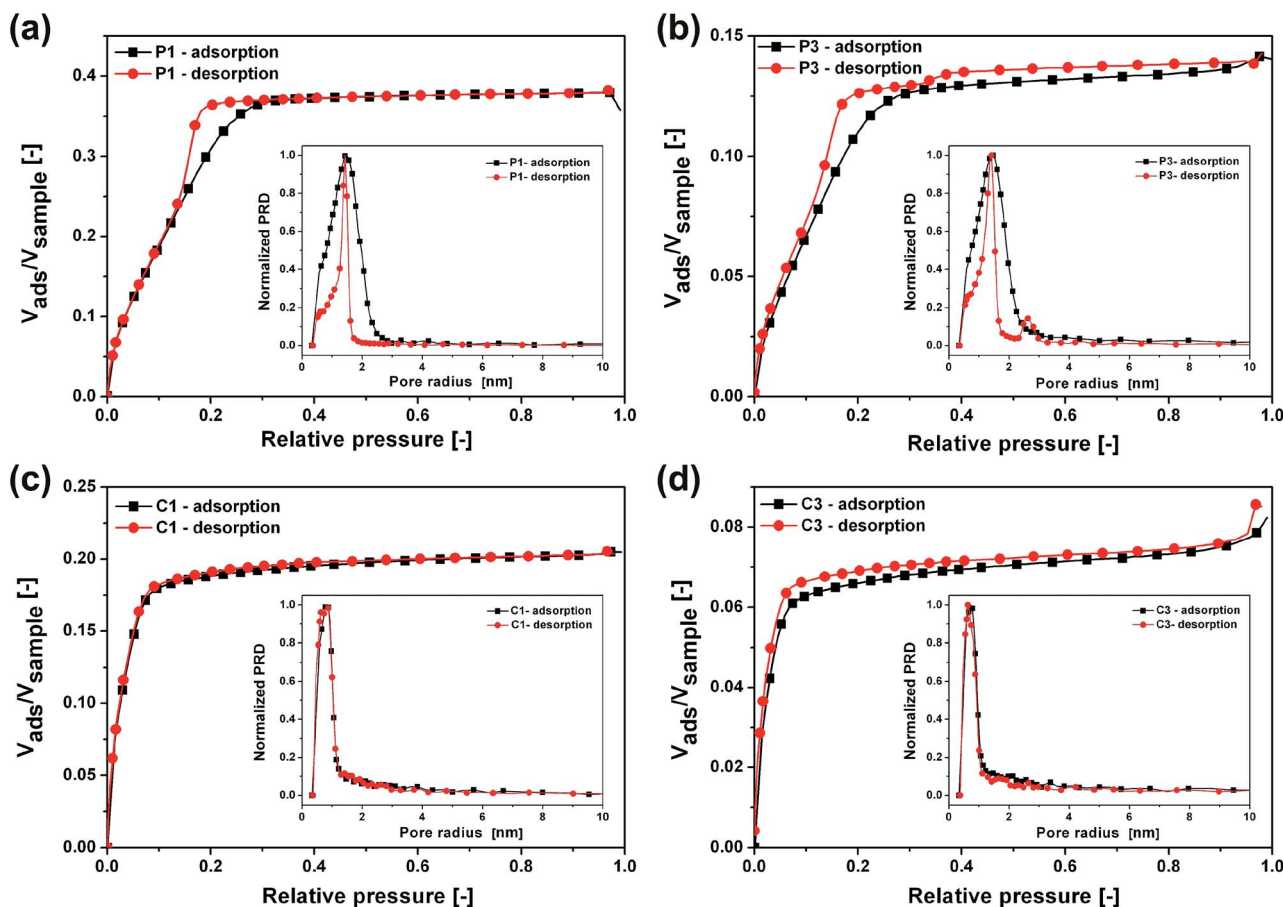 (a)
P1 - adsorption
P1 - desorption
0.4
0.3
0.2
0.1
0.0
Vads/Vsample [-]
0.0 0.2 0.4 0.6 0.8 1.0
Relative pressure [-]
P1- adsorption
P1- desorption
1.0
0.8
0.6
0.4
0.2
0.0
Normalized PRD
0 2 4 6 8 10
Pore radius [nm]
(b)
P3 - adsorption
P3 - desorption
0.15
0.10
0.05
0.00
Vads/Vsample [-]
0.0 0.2 0.4 0.6 0.8 1.0
Relative pressure [-]
P3- adsorption
P3- desorption
1.0
0.8
0.6
0.4
0.2
0.0
Normalized PRD
0 2 4 6 8 10
Pore radius [nm]
(c)
C1 - adsorption
C1 - desorption
0.25
0.20
0.15
0.10
0.05
0.00
Vads/Vsample [-]
0.0 0.2 0.4 0.6 0.8 1.0
Relative pressure [-]
C1- adsorption
C1- desorption
1.0
0.8
0.6
0.4
0.2
0.0
Normalized PRD
0 2 4 6 8 10
Pore radius [nm]
(d)
C3 - adsorption
C3 - desorption
0.08
0.06
0.04
0.02
0.00
Vads/Vsample [-]
0.0 0.2 0.4 0.6 0.8 1.0
Relative pressure [-]
C3 - adsorption
C3- desorption
1.0
0.8
0.6
0.4
0.2
0.0
Normalized PRD
0 2 4 6 8 10
Pore radius [nm]